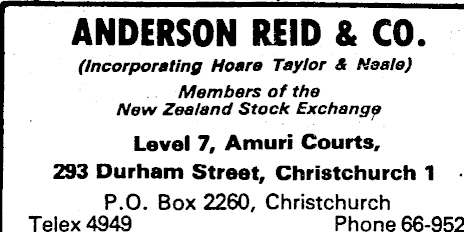 ANDERSON REID & CO.
(Incorporating Hoare Taylor & Neale)
Members of the
New Zealand Stock Exchange
Level 7, Amuri Courts,
293 Durham Street, Christchurch 1
P.O. Box 2260, Christchurch
Telex 4949 Phone 66-952